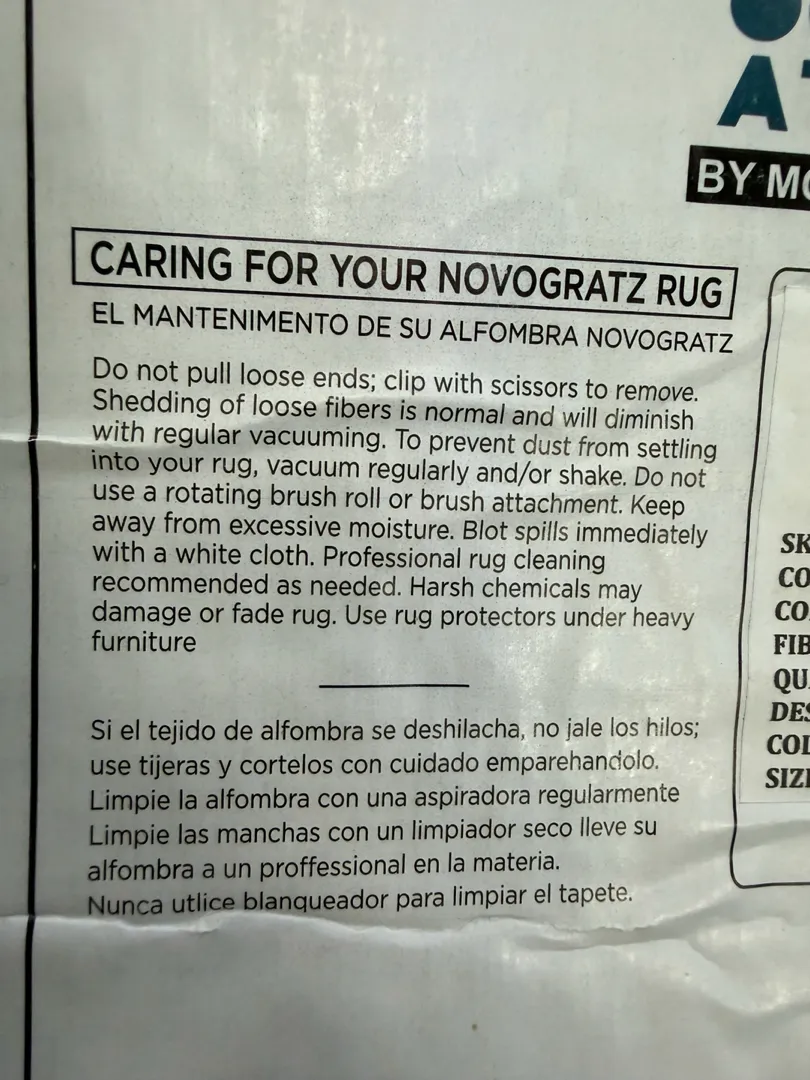 A
BY
CARING FOR YOUR NOVOGRATZ RUG
EL MANTENIMENTO DE SU ALFOMBRA NOVOGRATZ
Do not pull loose ends; clip with scissors to remove.
Shedding of loose fibers is normal and will diminish
with regular vacuuming. To prevent dust from settling
into your rug, vacuum regularly and/or shake. Do not
use a rotating brush roll or brush attachment. Keep
away from excessive moisture. Blot spills immediately
with a white cloth. Professional rug cleaning
recommended as needed. Harsh chemicals may
damage or fade rug. Use rug protectors under heavy
furniture
Si el tejido de alfombra se deshilacha, no jale los hilos;
use tijeras y cortelos con cuidado emparehandolo.
Limpie la alfombra con una aspiradora regularmente
Limpie las manchas con un limpiador seco lleve su
alfombra a un proffessional en la materia.
Nunca utlice blanqueador para limpiar el tapete.
SK
CO
CO
FIB
QU
DES
COL
SIZ